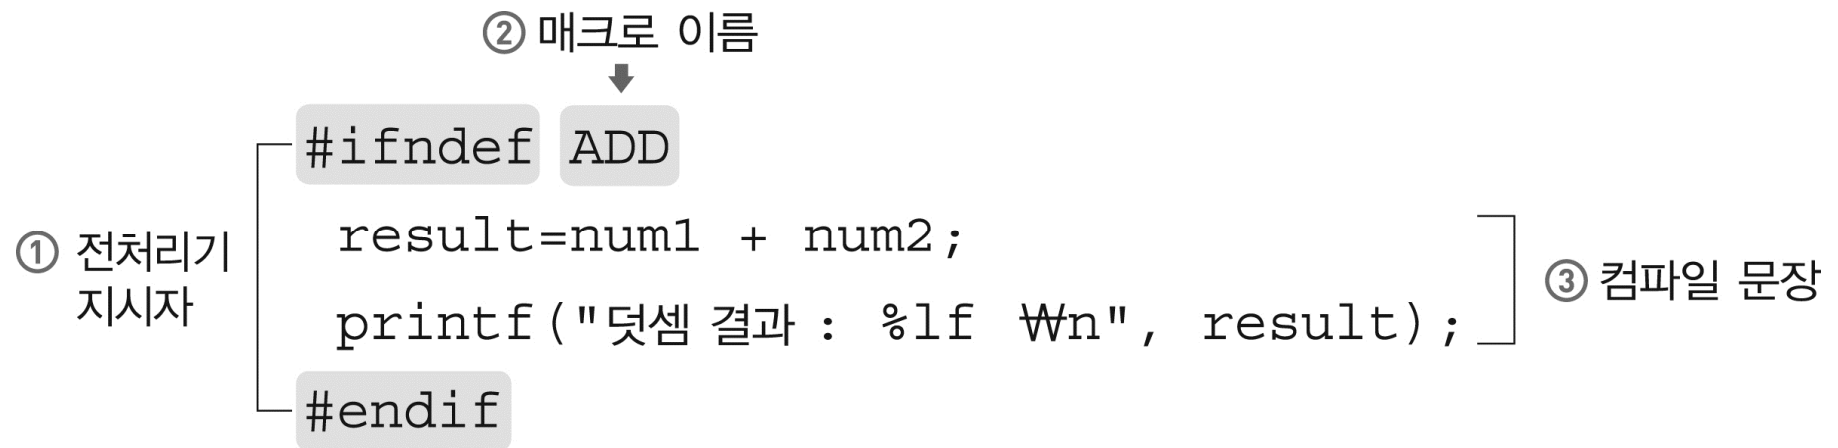 ② 매크로 이름
#ifndef ADD
result=num1 + num2;
① 전처리기
지시자
③ 컴파일 문장
printf("덧셈 결과 : %lf ₩n", result);
#endif